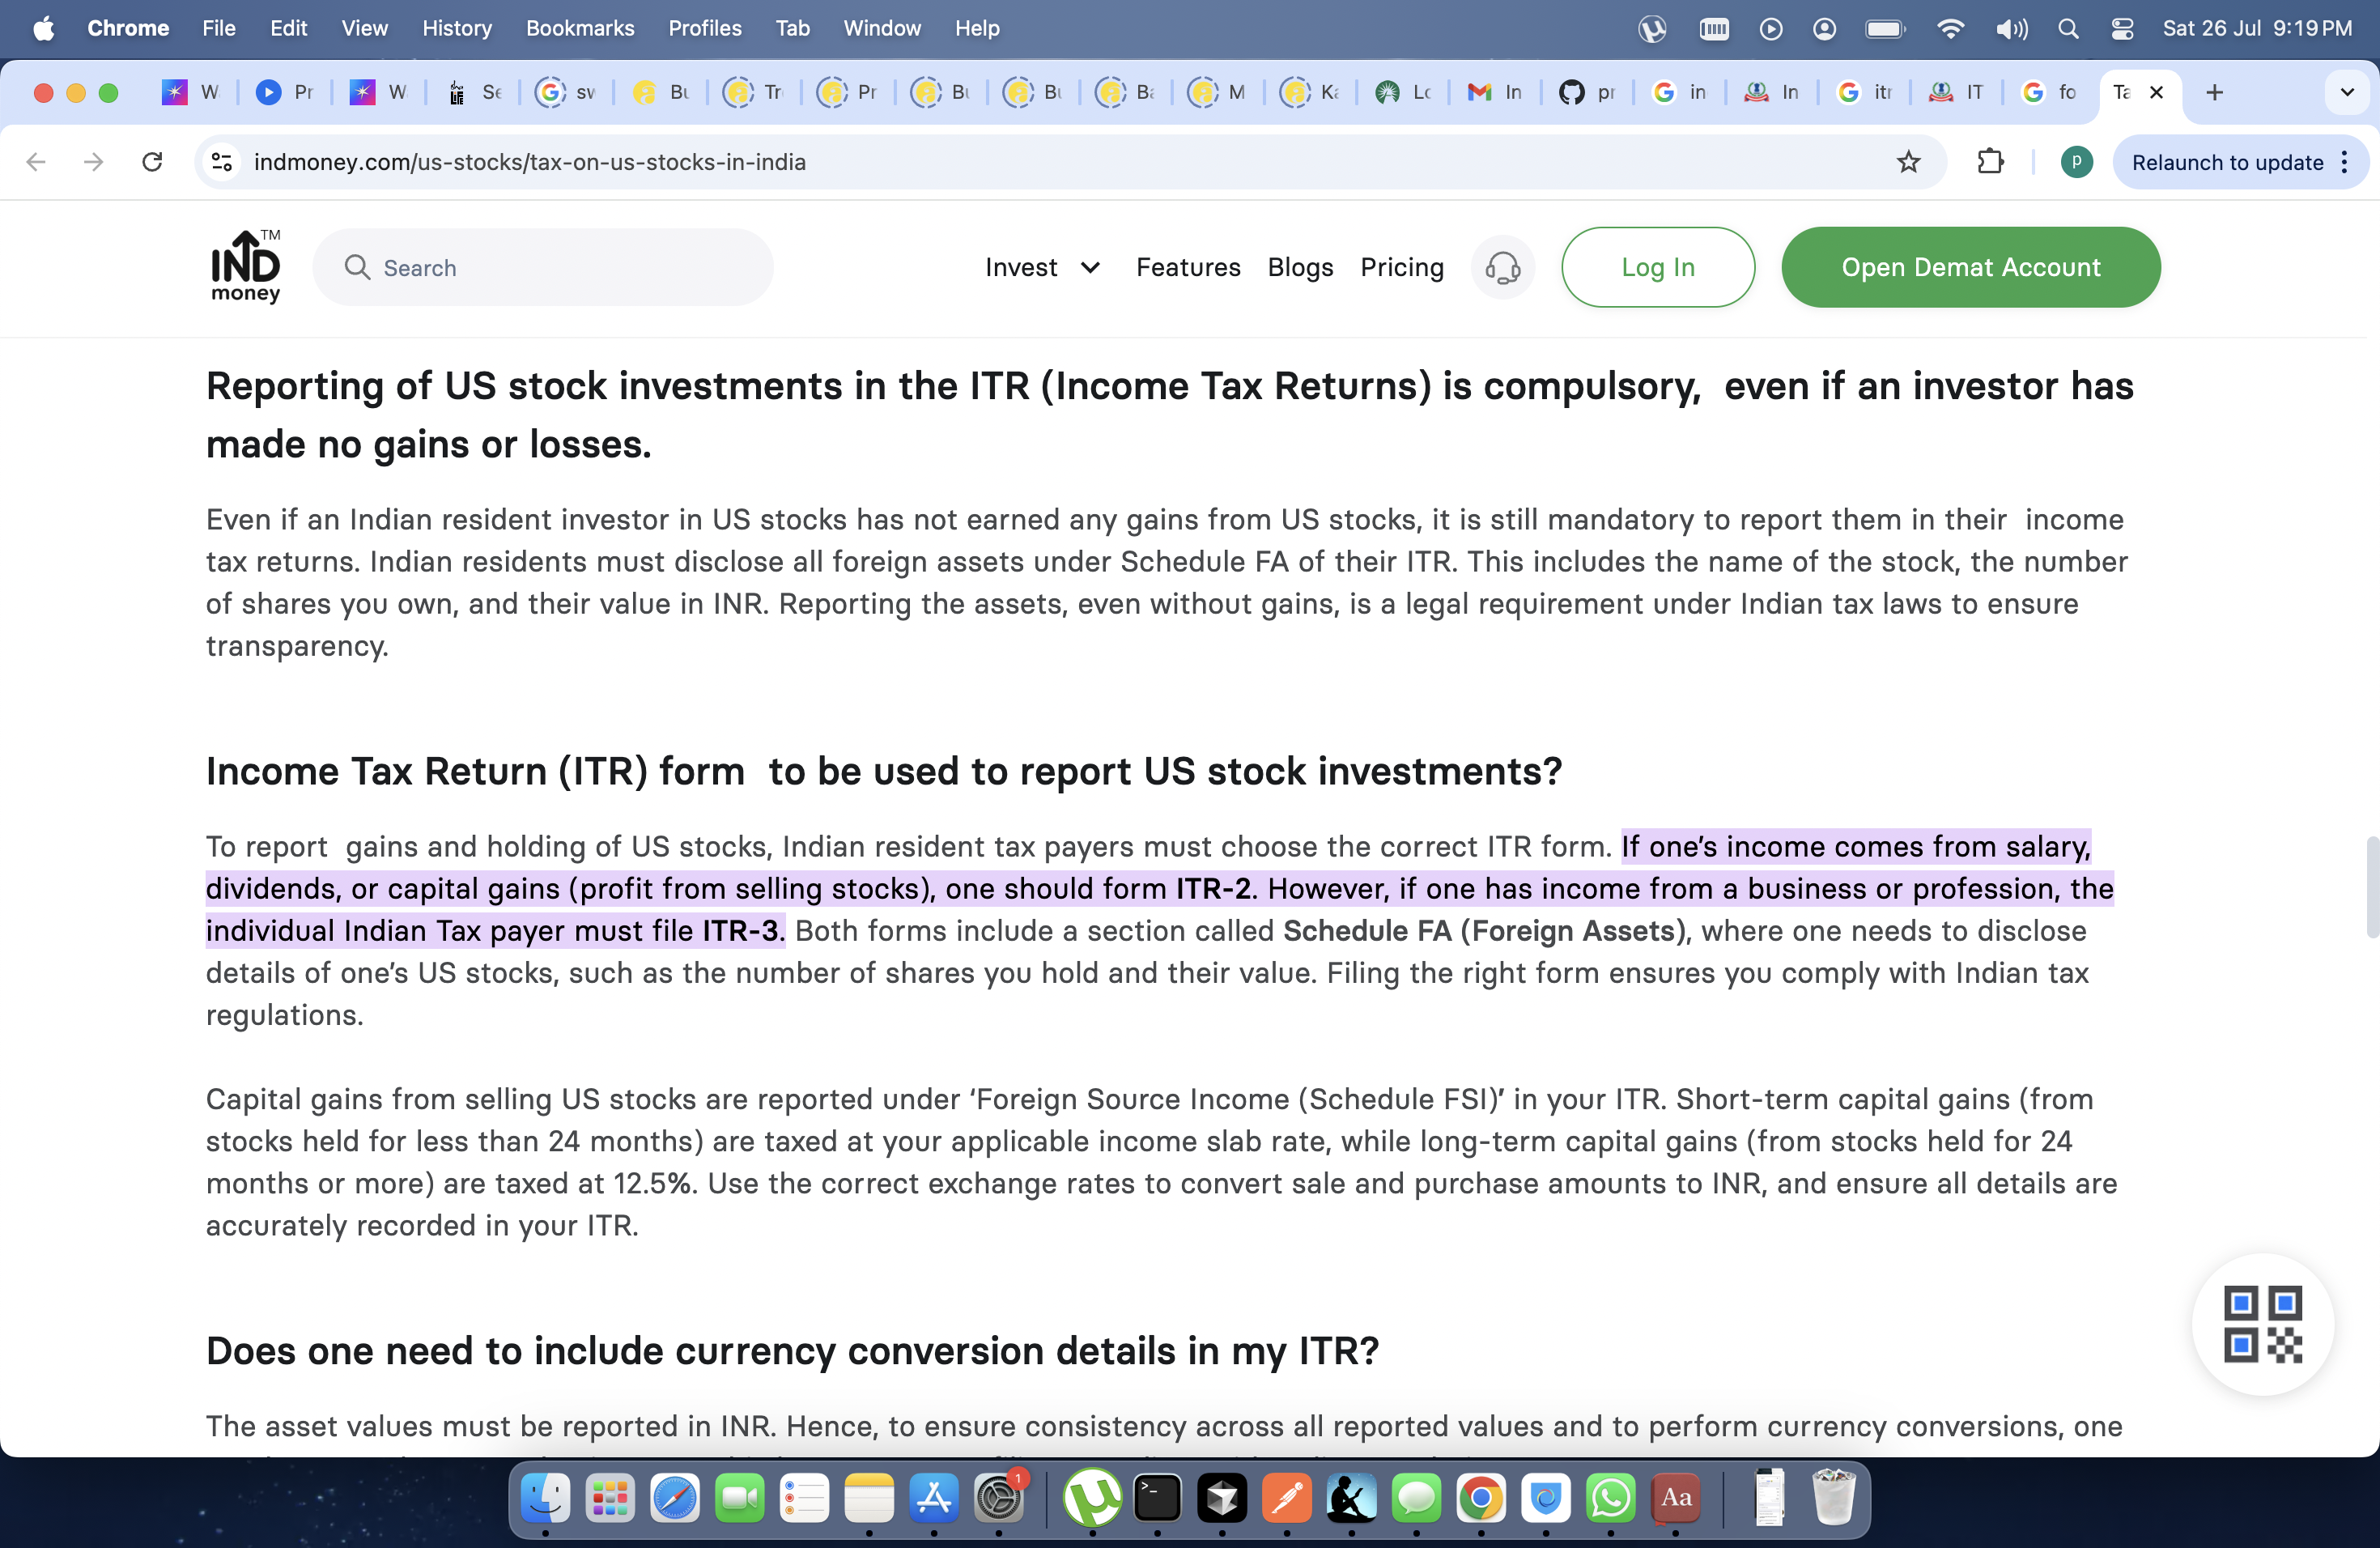 Chrome File Edit View History Bookmarks Profiles Tab Window Help Sat 26 Jul 9:19 PM
W Pr W Se sv Bu Tr Pr Bu Bu Ba M Ka Lo In pr in In itr IT fo Ta
indmoney.com/us-stocks/tax-on-us-stocks-in-india p Relaunch to update
IND money TM Search Invest Features Blogs Pricing Log In Open Demat Account
Reporting of US stock investments in the ITR (Income Tax Returns) is compulsory, even if an investor has
made no gains or losses.
Even if an Indian resident investor in US stocks has not earned any gains from US stocks, it is still mandatory to report them in their income
tax returns. Indian residents must disclose all foreign assets under Schedule FA of their ITR. This includes the name of the stock, the number
of shares you own, and their value in INR. Reporting the assets, even without gains, is a legal requirement under Indian tax laws to ensure
transparency.
Income Tax Return (ITR) form to be used to report US stock investments?
To report gains and holding of US stocks, Indian resident tax payers must choose the correct ITR form. If one’s income comes from salary,
dividends, or capital gains (profit from selling stocks), one should form ITR-2. However, if one has income from a business or profession, the
individual Indian Tax payer must file ITR-3. Both forms include a section called Schedule FA (Foreign Assets), where one needs to disclose
details of one’s US stocks, such as the number of shares you hold and their value. Filing the right form ensures you comply with Indian tax
regulations.
Capital gains from selling US stocks are reported under ‘Foreign Source Income (Schedule FSI)’ in your ITR. Short-term capital gains (from
stocks held for less than 24 months) are taxed at your applicable income slab rate, while long-term capital gains (from stocks held for 24
months or more) are taxed at 12.5%. Use the correct exchange rates to convert sale and purchase amounts to INR, and ensure all details are
accurately recorded in your ITR.
Does one need to include currency conversion details in my ITR?
The asset values must be reported in INR. Hence, to ensure consistency across all reported values and to perform currency conversions, one
1
Aa